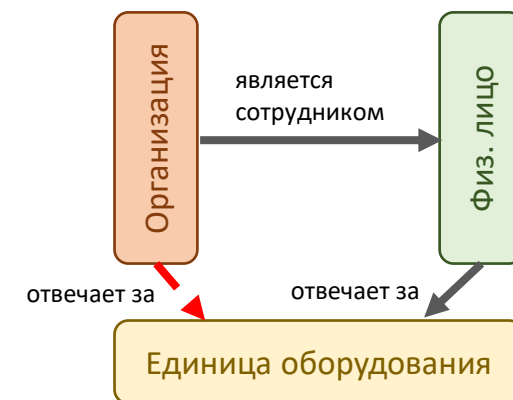 Организация
является
сотрудником
Физ. лицо
отвечает за
отвечает за
Единица оборудования